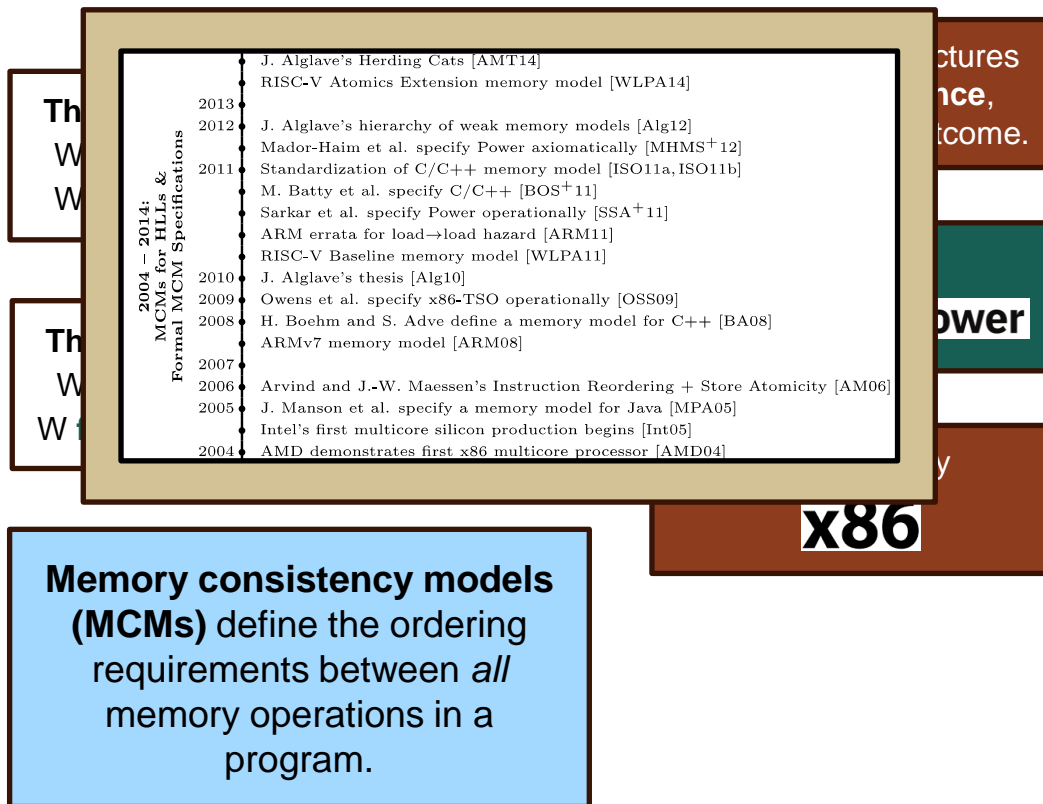 J. Alglave's Herding Cats [AMT14]
RISC-V Atomics Extension memory model [WLPA14]
2013
2012 J. Alglave's hierarchy of weak memory models [Alg12]
Mador-Haim et al. specify Power axiomatically [MHMS+12]
2011 Standardization of C/C++ memory model [ISO11a, ISO11b]
M. Batty et al. specify C/C++ [BOS+11]
Sarkar et al. specify Power operationally [SSA+11]
ARM errata for load→load hazard [ARM11]
RISC-V Baseline memory model [WLPA11]
2010 J. Alglave's thesis [Alg10]
2009 Owens et al. specify x86-TSO operationally [OSS09]
2008 H. Boehm and S. Adve define a memory model for C++ [BA08]
ARMv7 memory model [ARM08]
2007
2006 Arvind and J.-W. Maessen's Instruction Reordering + Store Atomicity [AM06]
2005 J. Manson et al. specify a memory model for Java [MPA05]
Intel's first multicore silicon production begins [Int05]
2004 AMD demonstrates first x86 multicore processor [AMD04]
2004 – 2014:
MCMs for HLLs &
Formal MCM Specifications
Th
W
W
Th
W
W f
ctures
nce,
tcome.
ower
y
x86
Memory consistency models
(MCMs) define the ordering
requirements between all
memory operations in a
program.